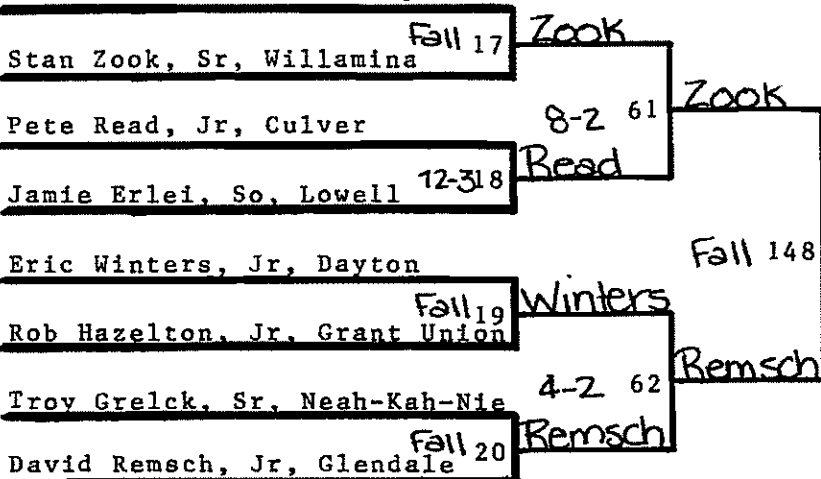 Fall 17 Zook
Stan Zook, Sr, Willamina
Zook
8-2 61
Pete Read, Jr, Culver
Read
12-3 18
Jamie Erlei, So, Lowell
Fall 148
Eric Winters, Jr, Dayton
Winters
Fall 19
Rob Hazelton, Jr, Grant Union
Remsch
4-2 62
Troy Grelck, Sr, Neah-Kah-Nie
Remsch
Fall 20
David Remsch, Jr, Glendale